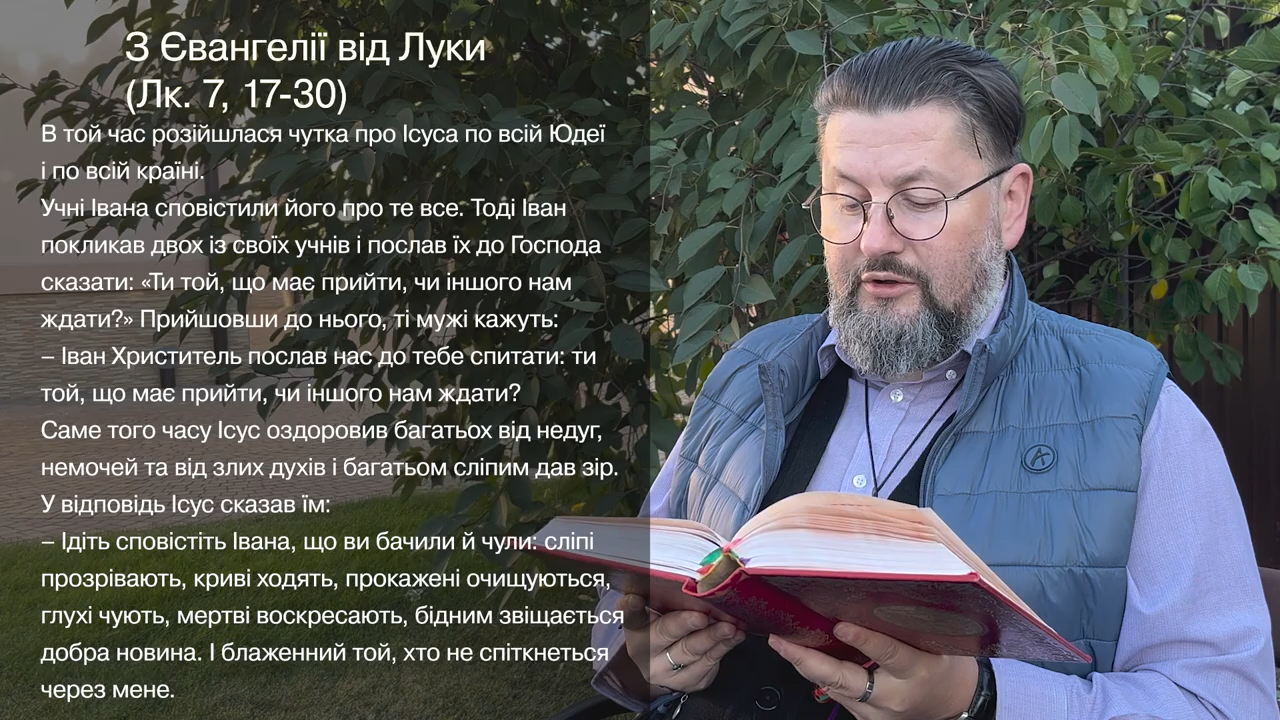 З Євангелії від Луки
(Лк. 7, 17-30)
В той час розійшлася чутка про Ісуса по всій Юдеї
і по всій країні.
Учні Івана сповістили його про те все. Тоді Іван
покликав двох із своїх учнів і послав їх до Господа
сказати: «Ти той, що має прийти, чи іншого нам
ждати?» Прийшовши до нього, ті мужі кажуть:
– Іван Христитель послав нас до тебе спитати: ти
той, що має прийти, чи іншого нам ждати?
Саме того часу Ісус оздоровив багатьох від недуг,
немочей та від злих духів і багатьом сліпим дав зір.
У відповідь Ісус сказав їм:
– Ідіть сповістіть Івана, що ви бачили й чули: сліпі
прозрівають, криві ходять, прокажені очищуються,
глухі чують, мертві воскресають, бідним звіщається
добра новина. І блаженний той, хто не спіткнеться
через мене.